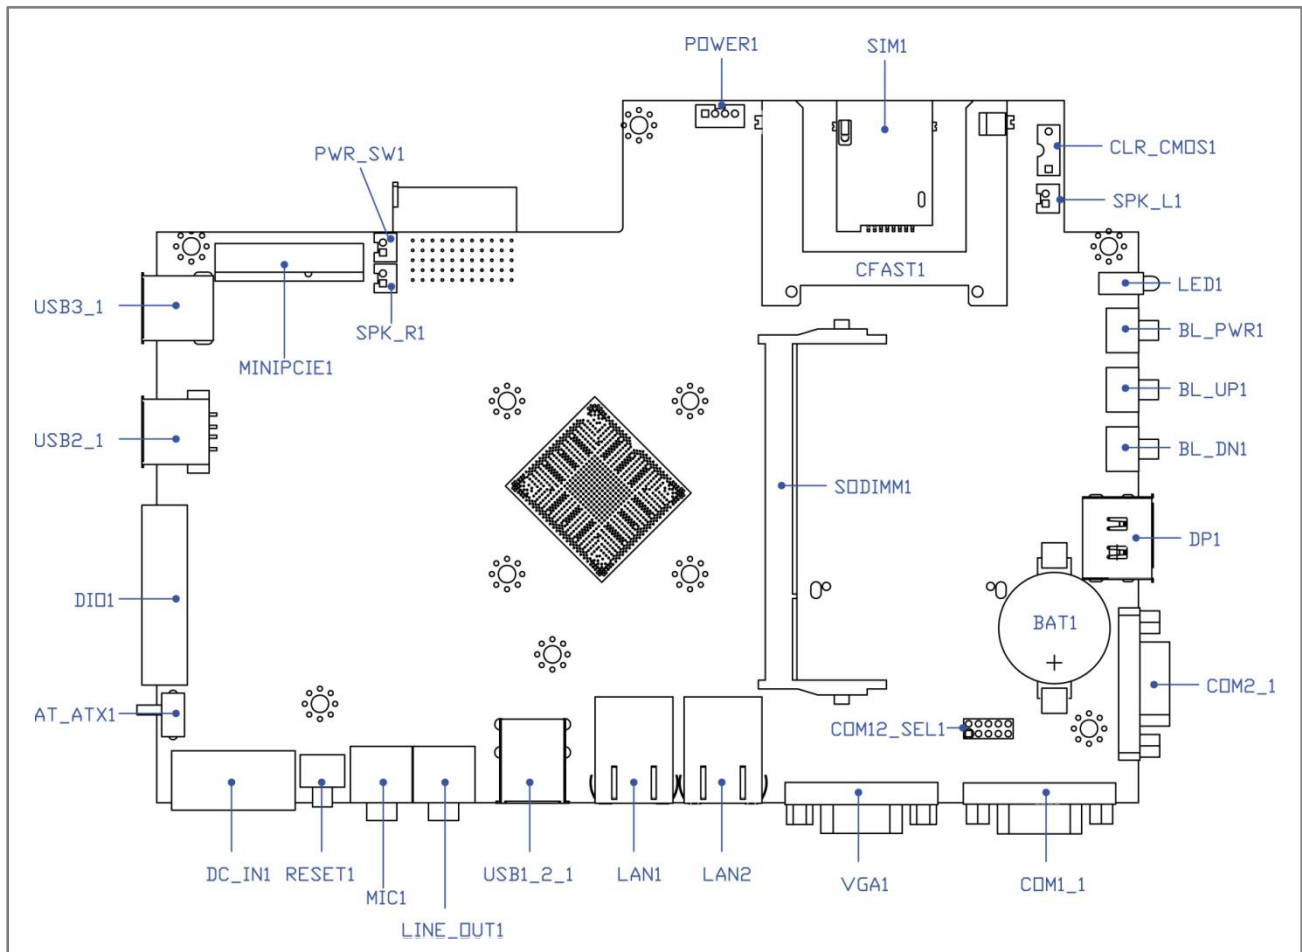 POWER1
SIM1
CLR_CMOS1
PWR_SW1
SPK_L1
CFAST1
LED1
USB3_1
SPK_R1
BL_PWR1
MINIPCIE1
BL_UP1
USB2_1
BL_DN1
SODIMM1
DP1
DIO1
BAT1
COM2_1
AT_ATX1
COM12_SEL1
DC_IN1
RESET1
USB1_2_1
LAN1
LAN2
VGA1
COM1_1
MIC1
LINE_OUT1